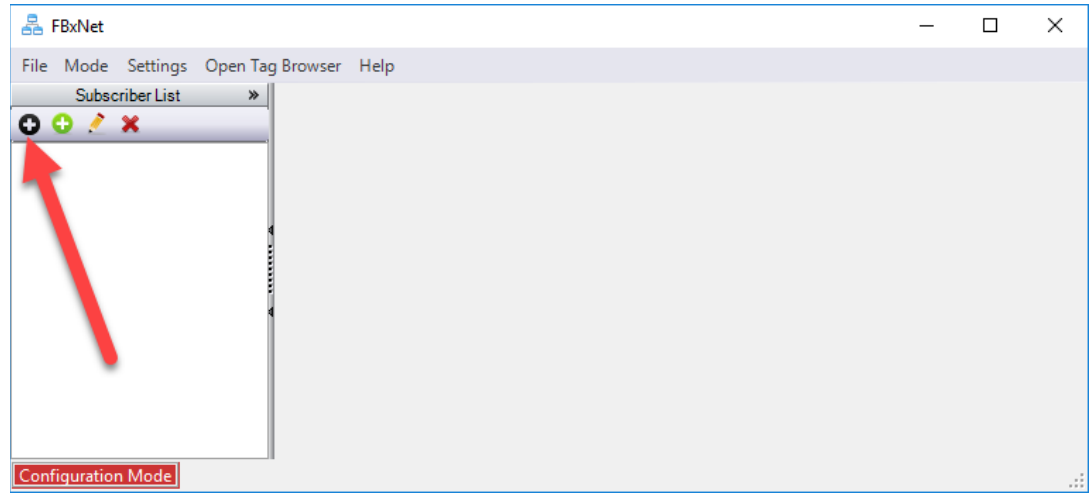 FBxNet
File Mode Settings Open Tag Browser Help
Subscriber List »
Configuration Mode